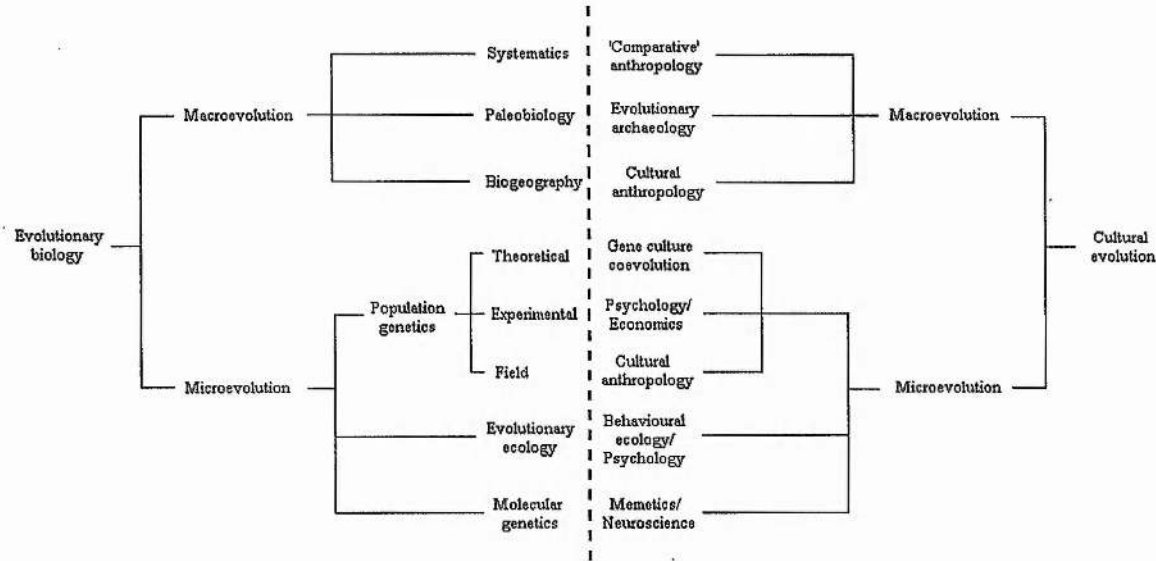 Systematics
'Comparative'
anthropology
Macroevolution
Paleobiology
Evolutionary
archaeology
Macroevolution
Biogeography
Cultural
anthropology
Evolutionary
biology
Theoretical
Gene culture
coevolution
Cultural
evolution
Population
genetics
Experimental
Psychology/
Economics
Field
Cultural
anthropology
Microevolution
Microevolution
Evolutionary
ecology
Behavioural
ecology/
Psychology
Molecular
genetics
Memetics/
Neuroscience